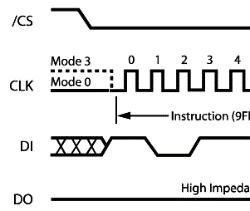 /CS
Mode 3
0 1 2 3 4
CLK
Mode 0
Instruction (9F
DI
High Impeda
DO